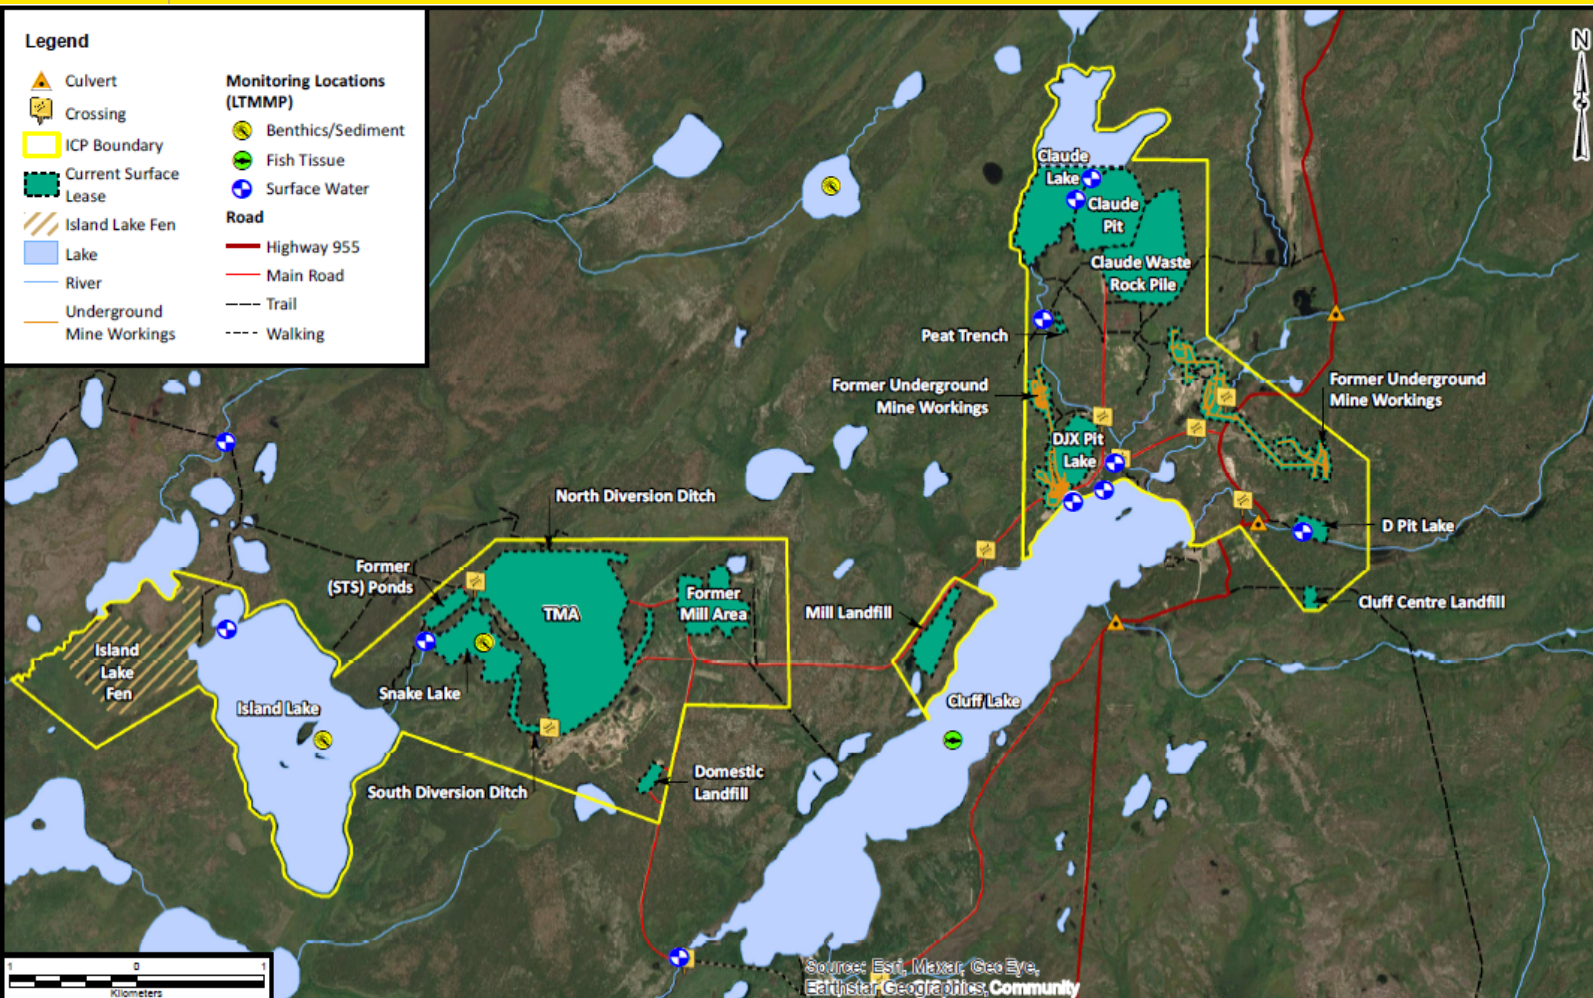 Legend
Culvert
Crossing
ICP Boundary
Current Surface
Lease
Island Lake Fen
Lake
River
Underground
Mine Workings
Monitoring Locations
(LTMMP)
Benthics/Sediment
Fish Tissue
Surface Water
Road
Highway 955
Main Road
Trail
Walking
N
Claude
Lake
Claude
Pit
Claude Waste
Rock Pile
Peat Trench
Former Underground
Mine Workings
Former Underground
Mine Workings
DJX Pit
Lake
D Pit Lake
Cluff Centre Landfill
North Diversion Ditch
Former
(STS) Ponds
TMA
Former
Mill Area
Mill Landfill
Island
Lake
Fen
Snake Lake
Island Lake
Cluff Lake
South Diversion Ditch
Domestic
Landfill
1 0 1
Kilometers
Source: Esri, Maxar, GeoEye,
Earthstar Geographics, Community